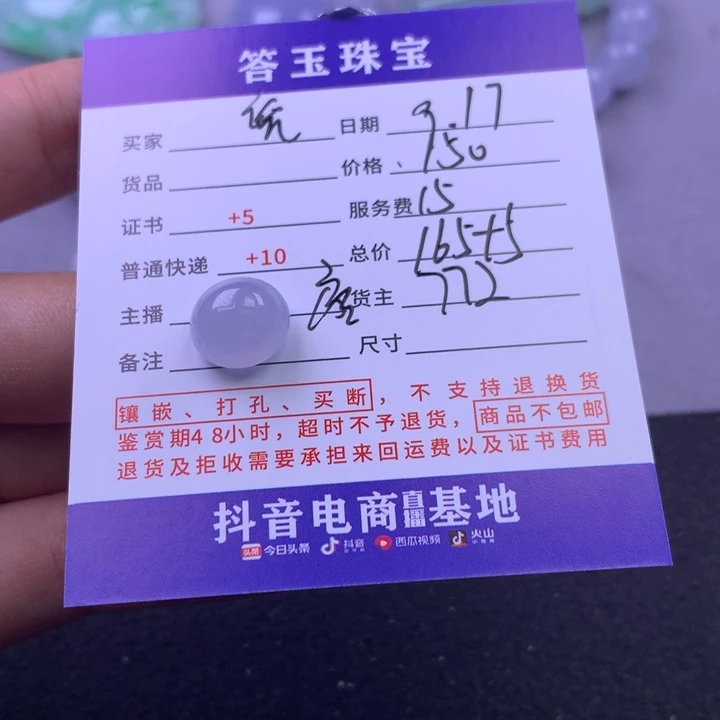 答玉珠宝
买家 日期 9.17
货品 价格 150
证书 +5 服务费 15
普通快递 +10 总价 165+5
主播 货主 772
备注 尺寸
镶嵌、打孔、买断，不支持退换货
鉴赏期48小时，超时不予退货，商品不包邮
退货及拒收需要承担来回运费以及证书费用
抖音电商直播基地
头条 今日头条 抖音 西瓜视频 火山